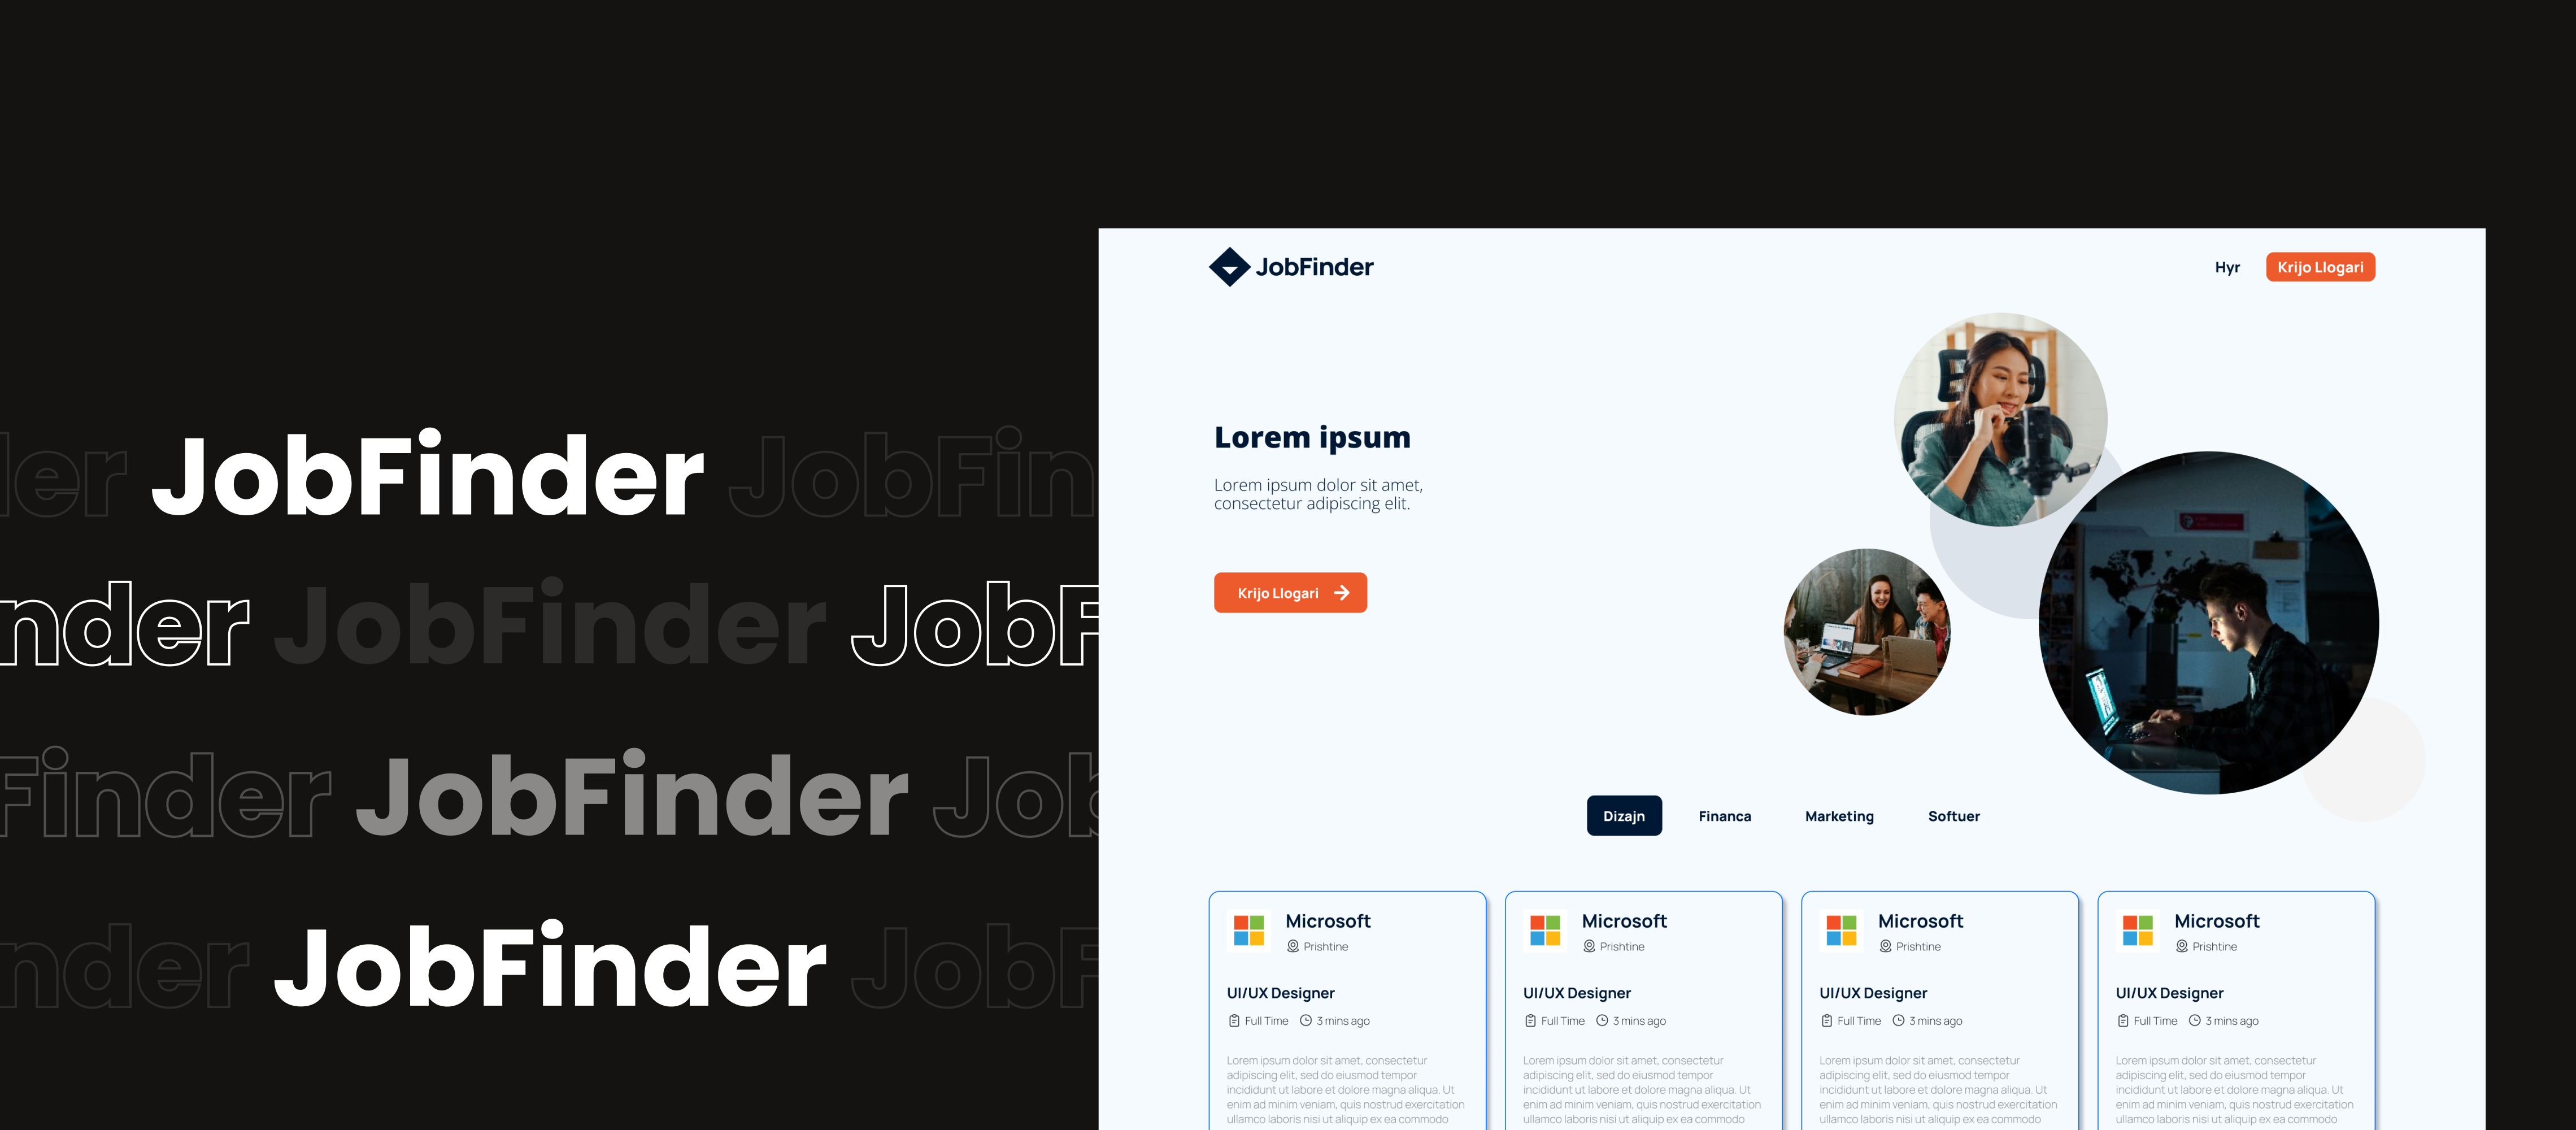 der JobFinder JobFin
nder JobFinder JobF
Finder JobFinder Job
nder JobFinder JobF
JobFinder
Hyr
Krijo Llogari
Lorem ipsum
Lorem ipsum dolor sit amet,
consectetur adipiscing elit.
Krijo Llogari
Dizajn
Financa
Marketing
Softuer
Microsoft
Prishtine
UI/UX Designer
Full Time 3 mins ago
Lorem ipsum dolor sit amet, consectetur
adipiscing elit, sed do eiusmod tempor
incididunt ut labore et dolore magna aliqua. Ut
enim ad minim veniam, quis nostrud exercitation
ullamco laboris nisi ut aliquip ex ea commodo
Microsoft
Prishtine
UI/UX Designer
Full Time 3 mins ago
Lorem ipsum dolor sit amet, consectetur
adipiscing elit, sed do eiusmod tempor
incididunt ut labore et dolore magna aliqua. Ut
enim ad minim veniam, quis nostrud exercitation
ullamco laboris nisi ut aliquip ex ea commodo
Microsoft
Prishtine
UI/UX Designer
Full Time 3 mins ago
Lorem ipsum dolor sit amet, consectetur
adipiscing elit, sed do eiusmod tempor
incididunt ut labore et dolore magna aliqua. Ut
enim ad minim veniam, quis nostrud exercitation
ullamco laboris nisi ut aliquip ex ea commodo
Microsoft
Prishtine
UI/UX Designer
Full Time 3 mins ago
Lorem ipsum dolor sit amet, consectetur
adipiscing elit, sed do eiusmod tempor
incididunt ut labore et dolore magna aliqua. Ut
enim ad minim veniam, quis nostrud exercitation
ullamco laboris nisi ut aliquip ex ea commodo